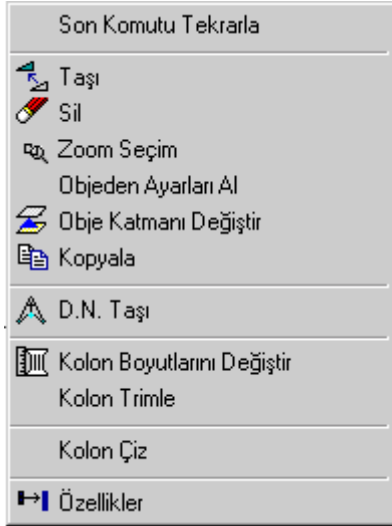 Son Komutu Tekrarla
Taşı
Sil
Zoom Seçim
Objeden Ayarları Al
Obje Katmanı Değiştir
Kopyala
D.N. Taşı
Kolon Boyutlarını Değiştir
Kolon Trimle
Kolon Çiz
Özellikler